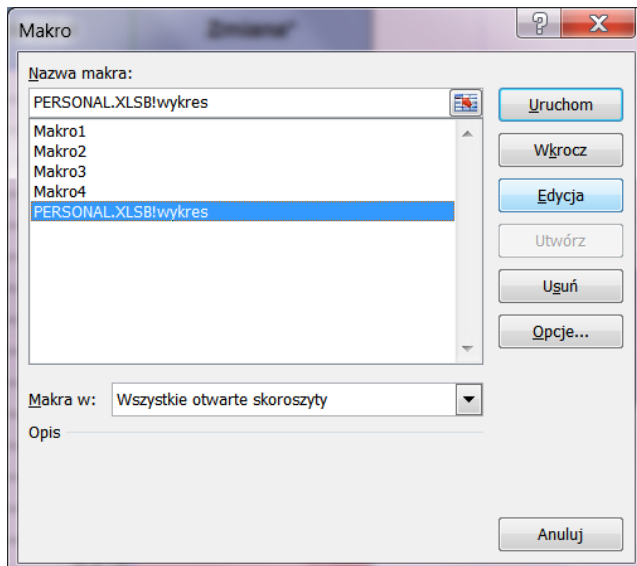 Makro
Zmiane"
Nazwa makra:
PERSONAL.XLSB!wykres
Uruchom
Makro1
Makro2
Makro3
Makro4
PERSONAL.XLSB!wykres
Wkrocz
Edycja
Utwórz
Usuń
Opcje...
Makra w:
Wszystkie otwarte skoroszyty
Opis
Anuluj